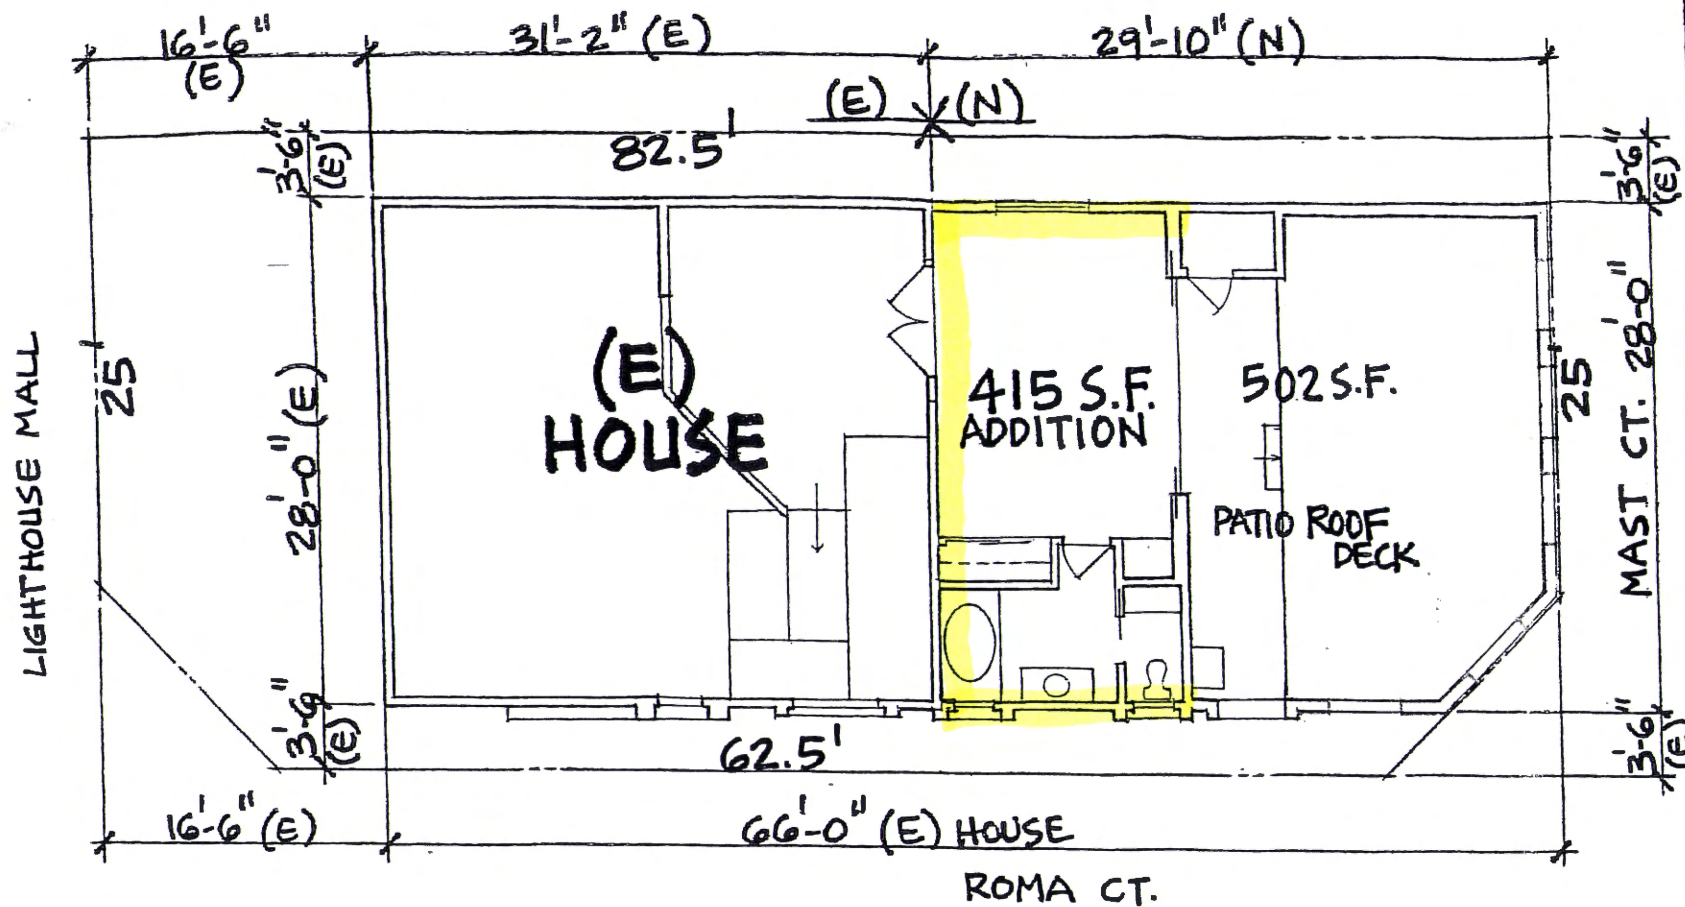 16'-6"
(E)
31'-2" (E)
29'-10" (N)
(E)
(N)
82.5'
3'-6"
(E)
3'-6"
(E)
LIGHTHOUSE MALL
25'
28'-0" (E)
(E)
HOUSE
415 S.F.
ADDITION
502 S.F.
PATIO ROOF
DECK
25'
MAST CT. 28'-0"
3'-6"
(E)
62.5'
3'-6"
(E)
16'-6" (E)
66'-0" (E) HOUSE
ROMA CT.